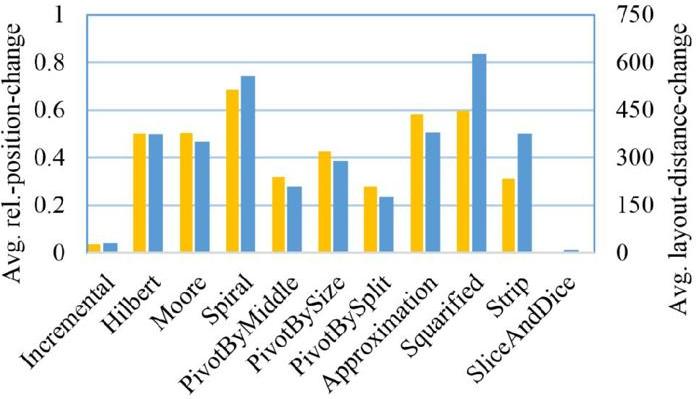 Avg. rel.-position-change
1
0.8
0.6
0.4
0.2
0
750
600
450
300
150
0
Avg. layout-distance-change
Incremental
Hilbert
Moore
Spiral
PivotByMiddle
PivotBySize
PivotBySplit
Approximation
Squarified
Strip
SliceAndDice